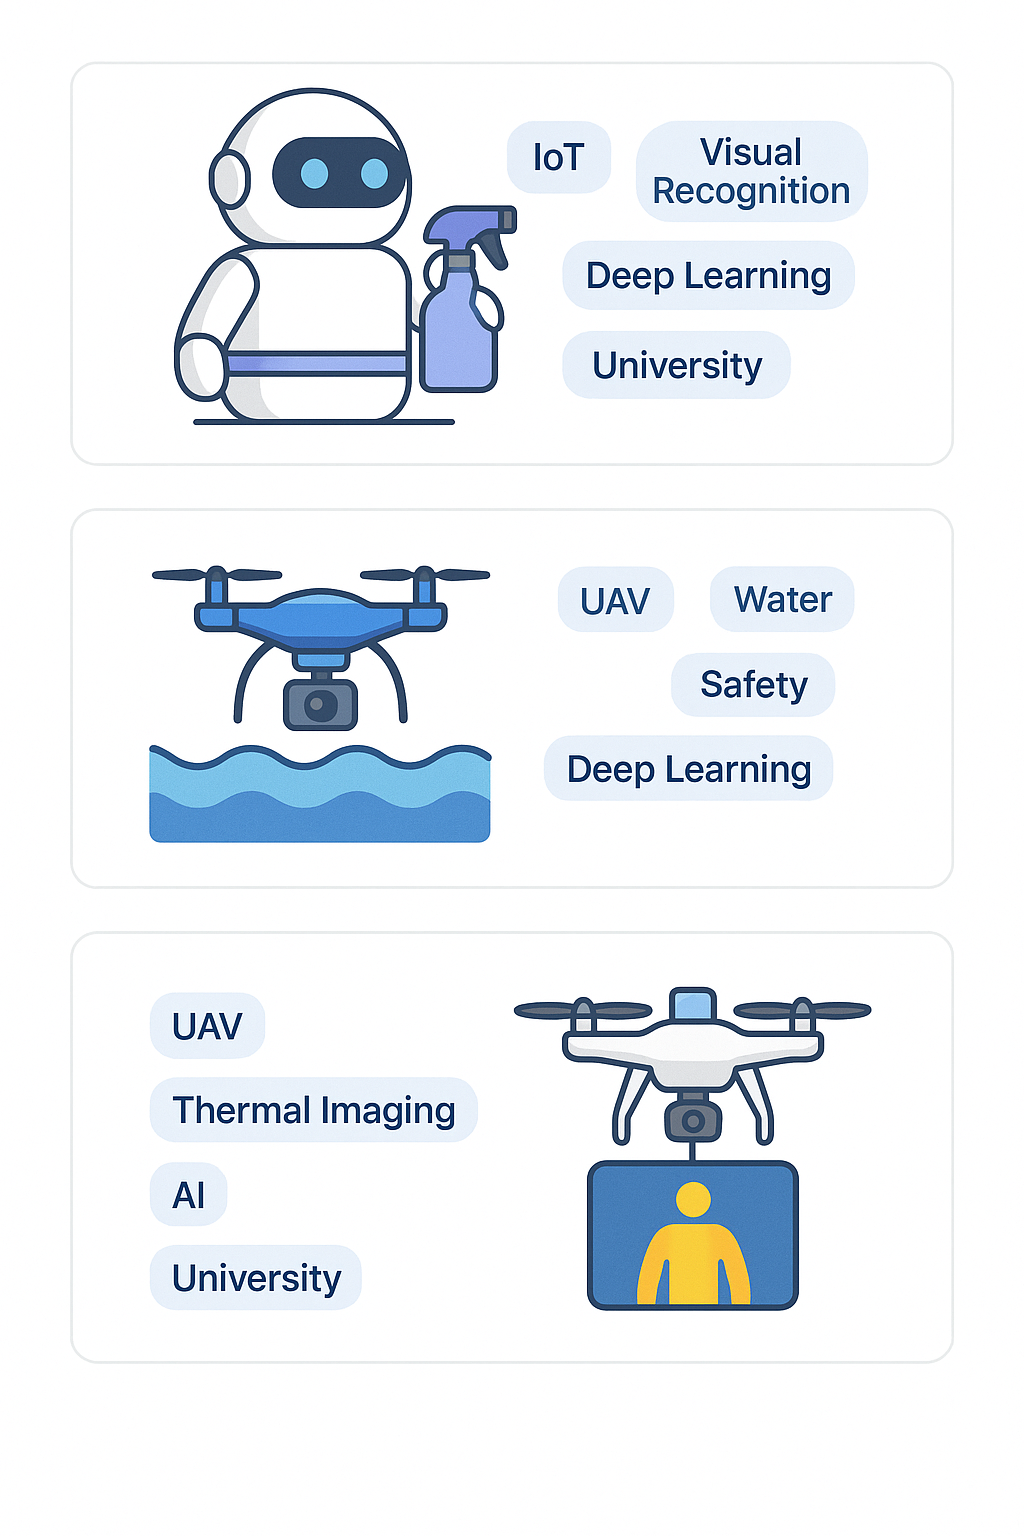 IoT
Visual
Recognition
Deep Learning
University
UAV
Water
Safety
Deep Learning
UAV
Thermal Imaging
AI
University